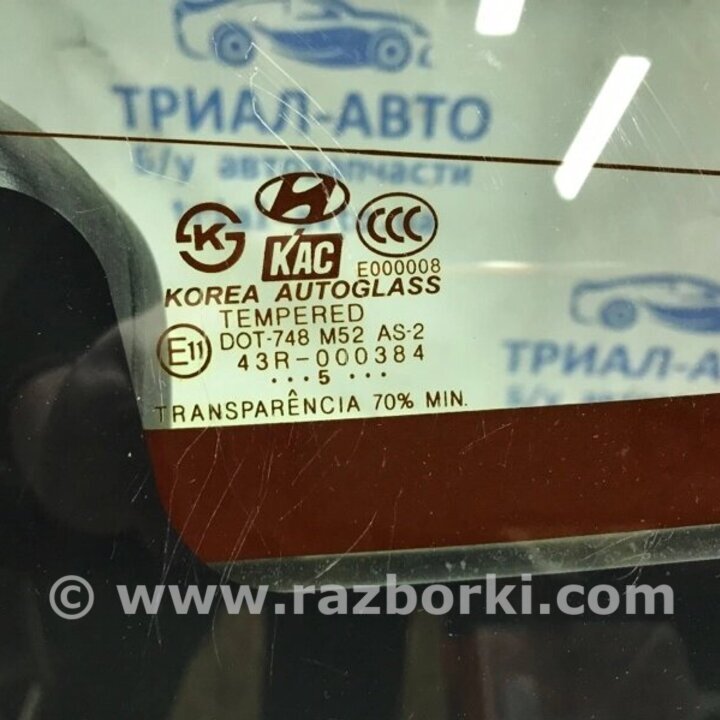 ТРИАЛ-АВТО
Б/у автозапчасти
K
KAC
CCC
E000008
KOREA AUTOGLASS
TEMPERED
E11
DOT-748 M52 AS-2
43R-000384
...5 ...
TRANSPARÊNCIA 70% MIN.
ТРИАЛ-А
Б/у
© www.razborki.com